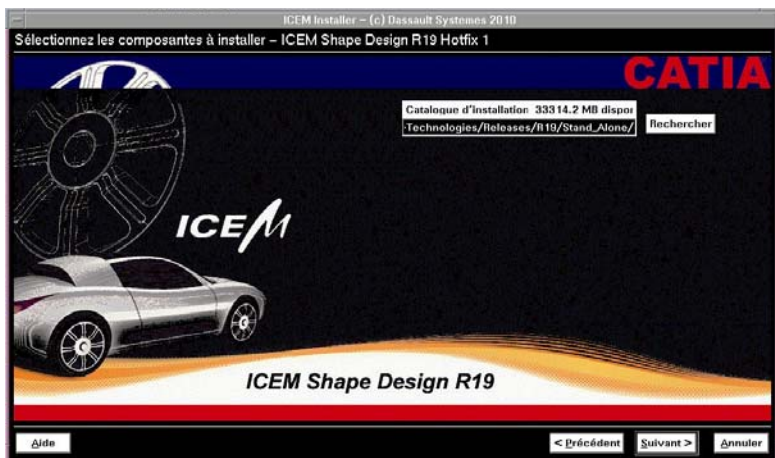 ICEM Installer – (c) Dassault Systemes 2010
Sélectionnez les composantes à installer – ICEM Shape Design R19 Hotfix 1
CATIA
Catalogue d'installation 33314.2 MB dispor
-Technologies/Releases/R19/Stand_Alone/
Rechercher
ICEM
ICEM Shape Design R19
Aide
< Précédent
Suivant >
Annuler